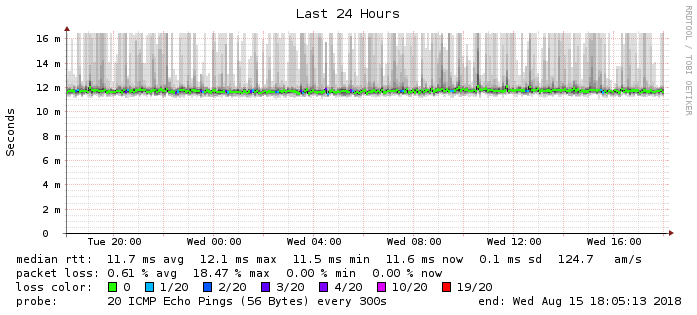 Last 24 Hours
RRDTOOL / TOBI OETIKER
Seconds
16 m
14 m
12 m
10 m
8 m
6 m
4 m
2 m
0
Tue 20:00 Wed 00:00 Wed 04:00 Wed 08:00 Wed 12:00 Wed 16:00
median rtt: 11.7 ms avg 12.1 ms max 11.5 ms min 11.6 ms now 0.1 ms sd 124.7 am/s
packet loss: 0.61 % avg 18.47 % max 0.00 % min 0.00 % now
loss color: 0 1/20 2/20 3/20 4/20 10/20 19/20
probe: 20 ICMP Echo Pings (56 Bytes) every 300s end: Wed Aug 15 18:05:13 2018